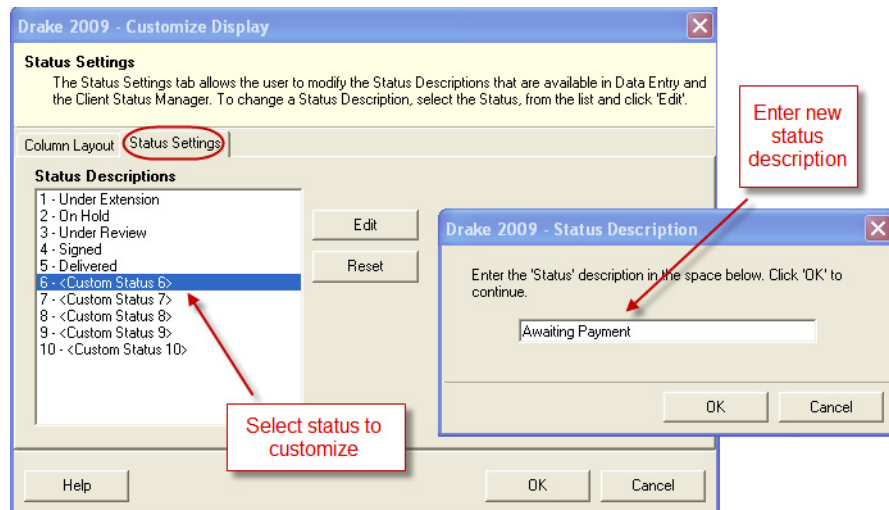 Drake 2009 - Customize Display
Status Settings
The Status Settings tab allows the user to modify the Status Descriptions that are available in Data Entry and
the Client Status Manager. To change a Status Description, select the Status, from the list and click 'Edit'.
Column Layout Status Settings
Status Descriptions
1 - Under Extension
2 - On Hold
3 - Under Review
4 - Signed
5 - Delivered
6 - <Custom Status 6>
7 - <Custom Status 7>
8 - <Custom Status 8>
9 - <Custom Status 9>
10 - <Custom Status 10>
Edit
Reset
Select status to
customize
Help
OK
Cancel
Enter new
status
description
Drake 2009 - Status Description
Enter the 'Status' description in the space below. Click 'OK' to
continue.
Awaiting Payment
OK
Cancel